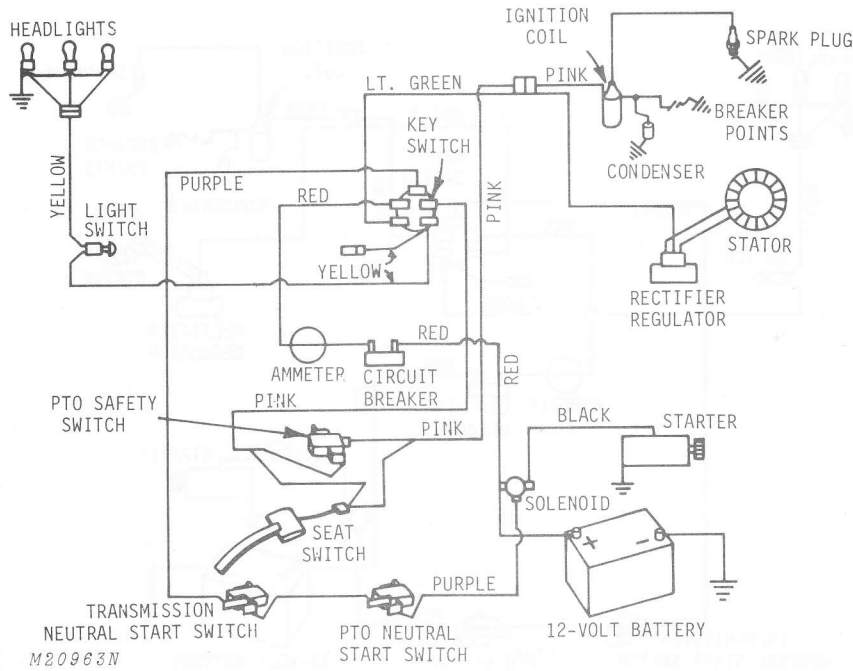 HEADLIGHTS
IGNITION
COIL
SPARK PLUG
PINK
LT. GREEN
BREAKER
POINTS
KEY
SWITCH
CONDENSER
PURPLE
YELLOW
RED
PINK
LIGHT
SWITCH
STATOR
YELLOW
RECTIFIER
REGULATOR
RED
RED
AMMETER
CIRCUIT
BREAKER
PINK
PTO SAFETY
SWITCH
PINK
BLACK
STARTER
SOLENOID
SEAT
SWITCH
+ -
PURPLE
TRANSMISSION
NEUTRAL START SWITCH
PTO NEUTRAL
START SWITCH
12-VOLT BATTERY
M20963N